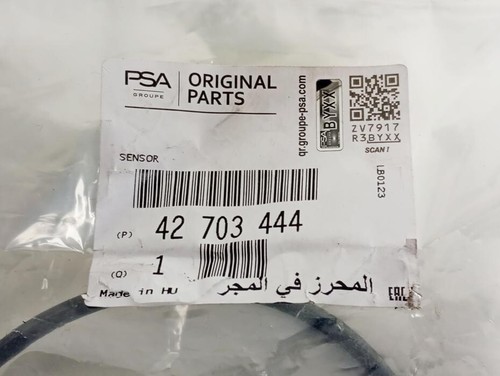 PSA
GROUPE
ORIGINAL
PARTS
qr.groupe-psa.com
BYXX
ZV7917
R3BYXX
SCAN!
SENSOR
LB0123
(P) 42 703 444
(Q) 1
Made in HU
المحرز في المجر
EAC